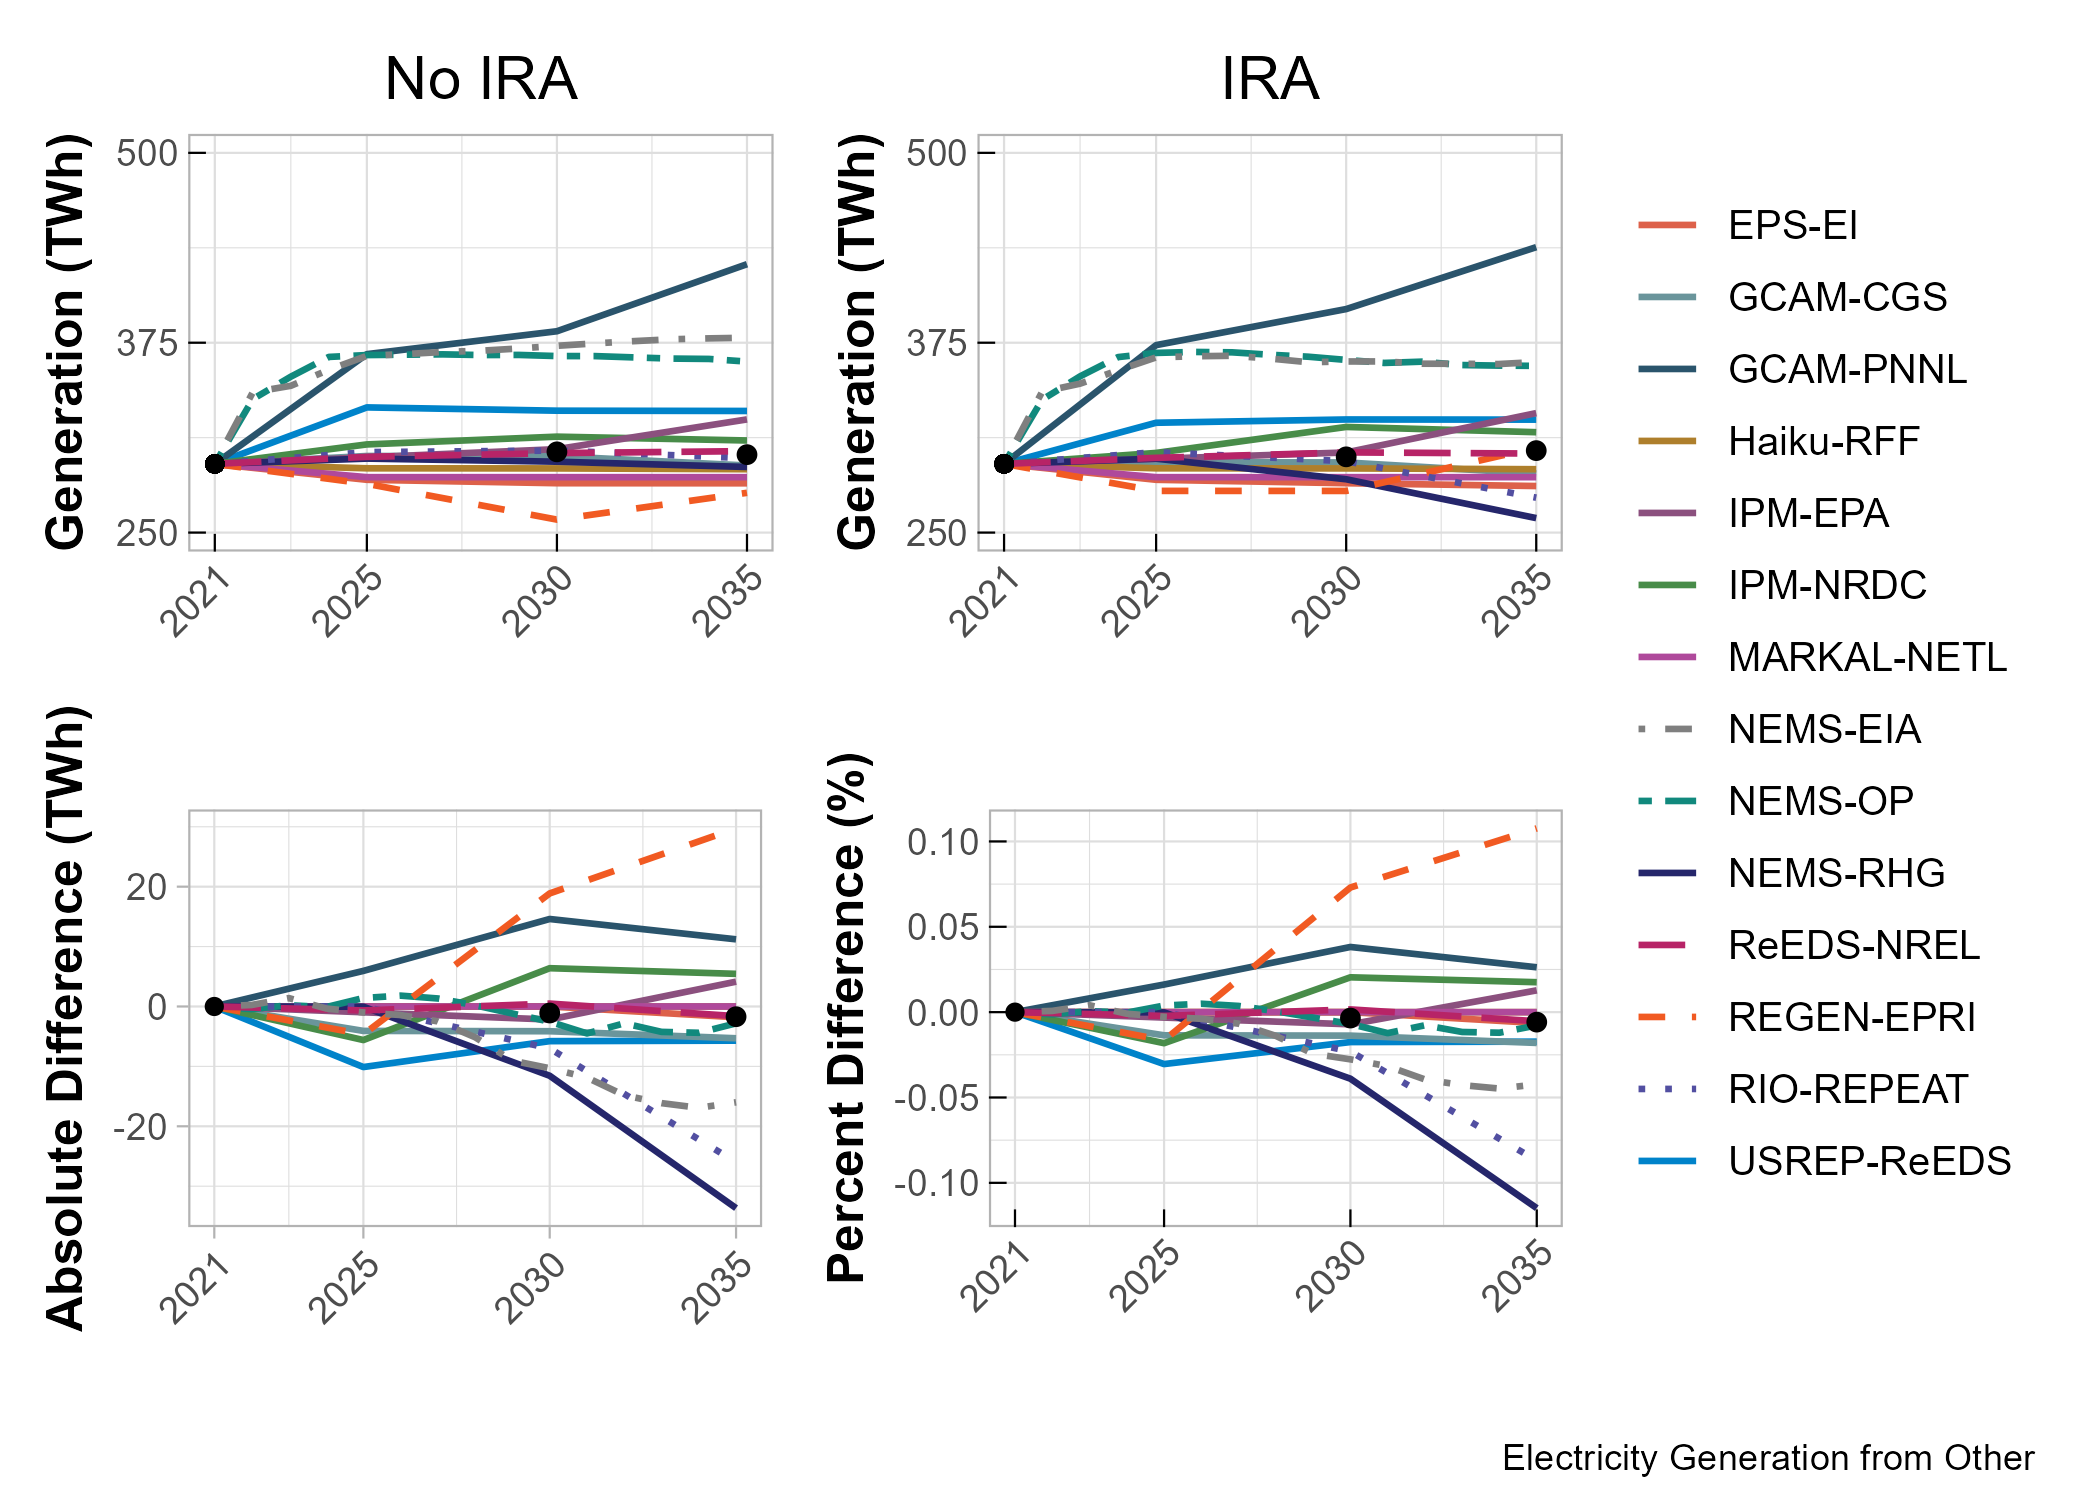 No IRA
IRA
Generation (TWh)
500
375
250
2021
2025
2030
2035
Generation (TWh)
500
375
250
2021
2025
2030
2035
Absolute Difference (TWh)
20
0
-20
2021
2025
2030
2035
Percent Difference (%)
0.10
0.05
0.00
-0.05
-0.10
2021
2025
2030
2035
EPS-EI
GCAM-CGS
GCAM-PNNL
Haiku-RFF
IPM-EPA
IPM-NRDC
MARKAL-NETL
NEMS-EIA
NEMS-OP
NEMS-RHG
ReEDS-NREL
REGEN-EPRI
RIO-REPEAT
USREP-ReEDS
Electricity Generation from Other